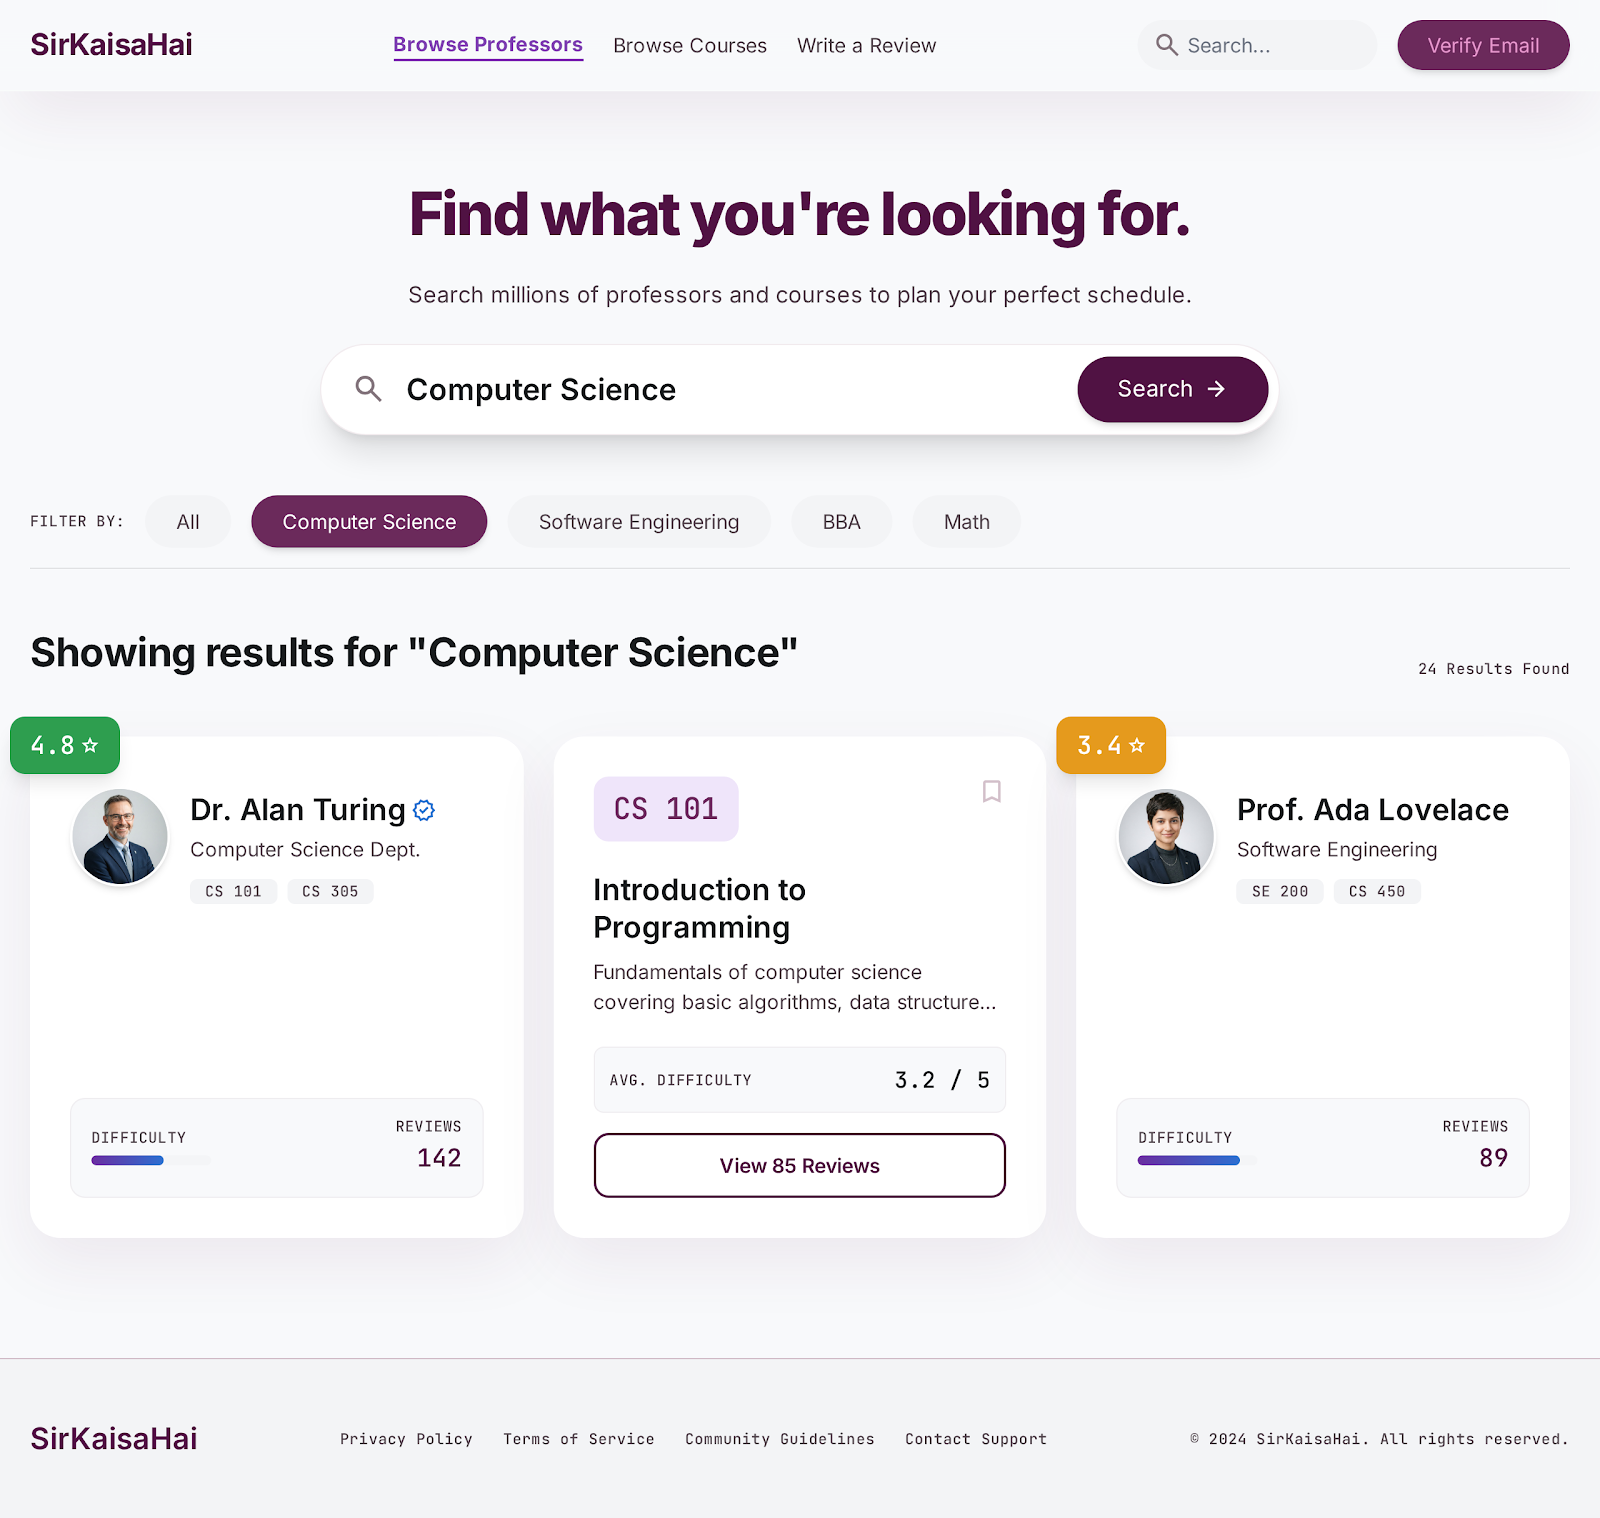 SirKaisaHai
Browse Professors
Browse Courses
Write a Review
Search...
Verify Email
Find what you're looking for.
Search millions of professors and courses to plan your perfect schedule.
Computer Science
Search
FILTER BY:
All
Computer Science
Software Engineering
BBA
Math
Showing results for "Computer Science"
24 Results Found
4.8
Dr. Alan Turing
Computer Science Dept.
CS 101
CS 305
DIFFICULTY
REVIEWS
142
CS 101
Introduction to
Programming
Fundamentals of computer science
covering basic algorithms, data structure...
AVG. DIFFICULTY
3.2 / 5
View 85 Reviews
3.4
Prof. Ada Lovelace
Software Engineering
SE 200
CS 450
DIFFICULTY
REVIEWS
89
SirKaisaHai
Privacy Policy
Terms of Service
Community Guidelines
Contact Support
© 2024 SirKaisaHai. All rights reserved.